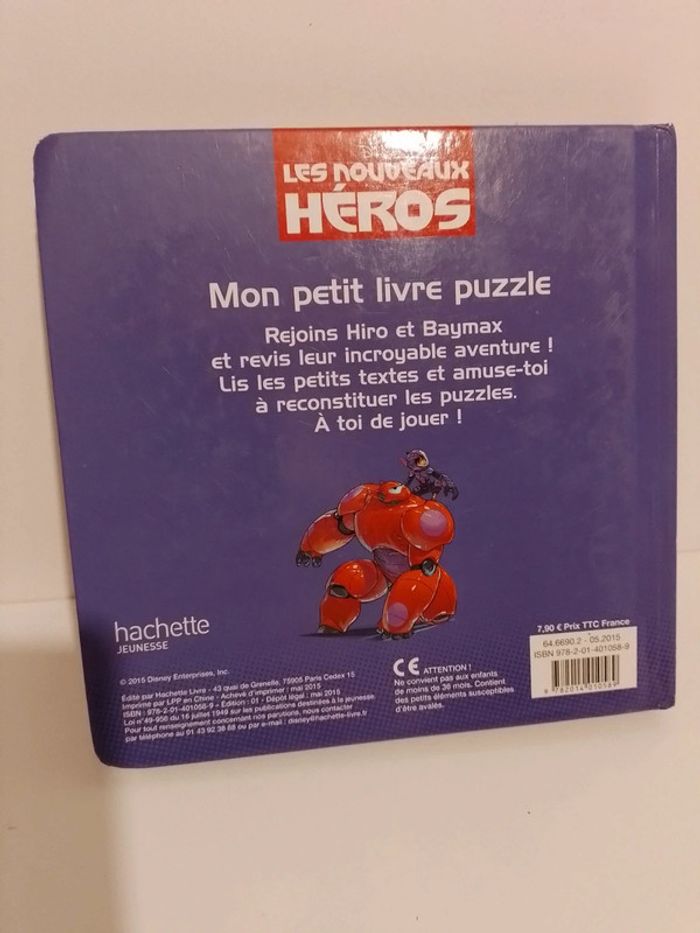 LES NOUVEAUX
HÉROS
Mon petit livre puzzle
Rejoins Hiro et Baymax
et revis leur incroyable aventure !
Lis les petits textes et amuse-toi
à reconstituer les puzzles.
À toi de jouer !
hachette
JEUNESSE
© 2015 Disney Enterprises, Inc.
Édité par Hachette Livre - 43 quai de Grenelle, 75905 Paris Cedex 15
Imprimé par LPP en Chine - Achevé d'imprimer : mai 2015
ISBN : 978-2-01-401058-9 - Édition : 01 - Dépôt légal : mai 2015
Loi n°49-956 du 16 juillet 1949 sur les publications destinées à la jeunesse.
Pour tout renseignement concernant nos parutions, nous contacter
par téléphone au 01 43 92 38 88 ou par e-mail : disney@hachette-livre.fr
CE ATTENTION !
Ne convient pas aux enfants
de moins de 36 mois. Contient
des petits éléments susceptibles
d'être avalés.
7,90 € Prix TTC France
64.6690.2 - 05.2015
ISBN 978-2-01-401058-9
9 782014 010589